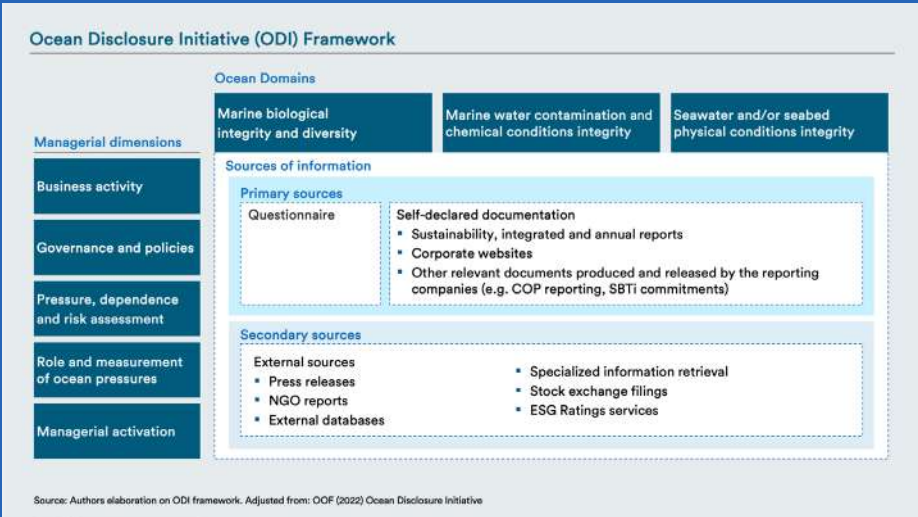 Ocean Disclosure Initiative (ODI) Framework
Ocean Domains
Marine biological
integrity and diversity
Marine water contamination and
chemical conditions integrity
Seawater and/or seabed
physical conditions integrity
Managerial dimensions
Business activity
Governance and policies
Pressure, dependence
and risk assessment
Role and measurement
of ocean pressures
Managerial activation
Sources of information
Primary sources
Questionnaire
Self-declared documentation
▪ Sustainability, integrated and annual reports
▪ Corporate websites
▪ Other relevant documents produced and released by the reporting
companies (e.g. COP reporting, SBTi commitments)
Secondary sources
External sources
▪ Press releases
▪ NGO reports
▪ External databases
▪ Specialized information retrieval
▪ Stock exchange filings
▪ ESG Ratings services
Source: Authors elaboration on ODI framework. Adjusted from: OOF (2022) Ocean Disclosure Initiative